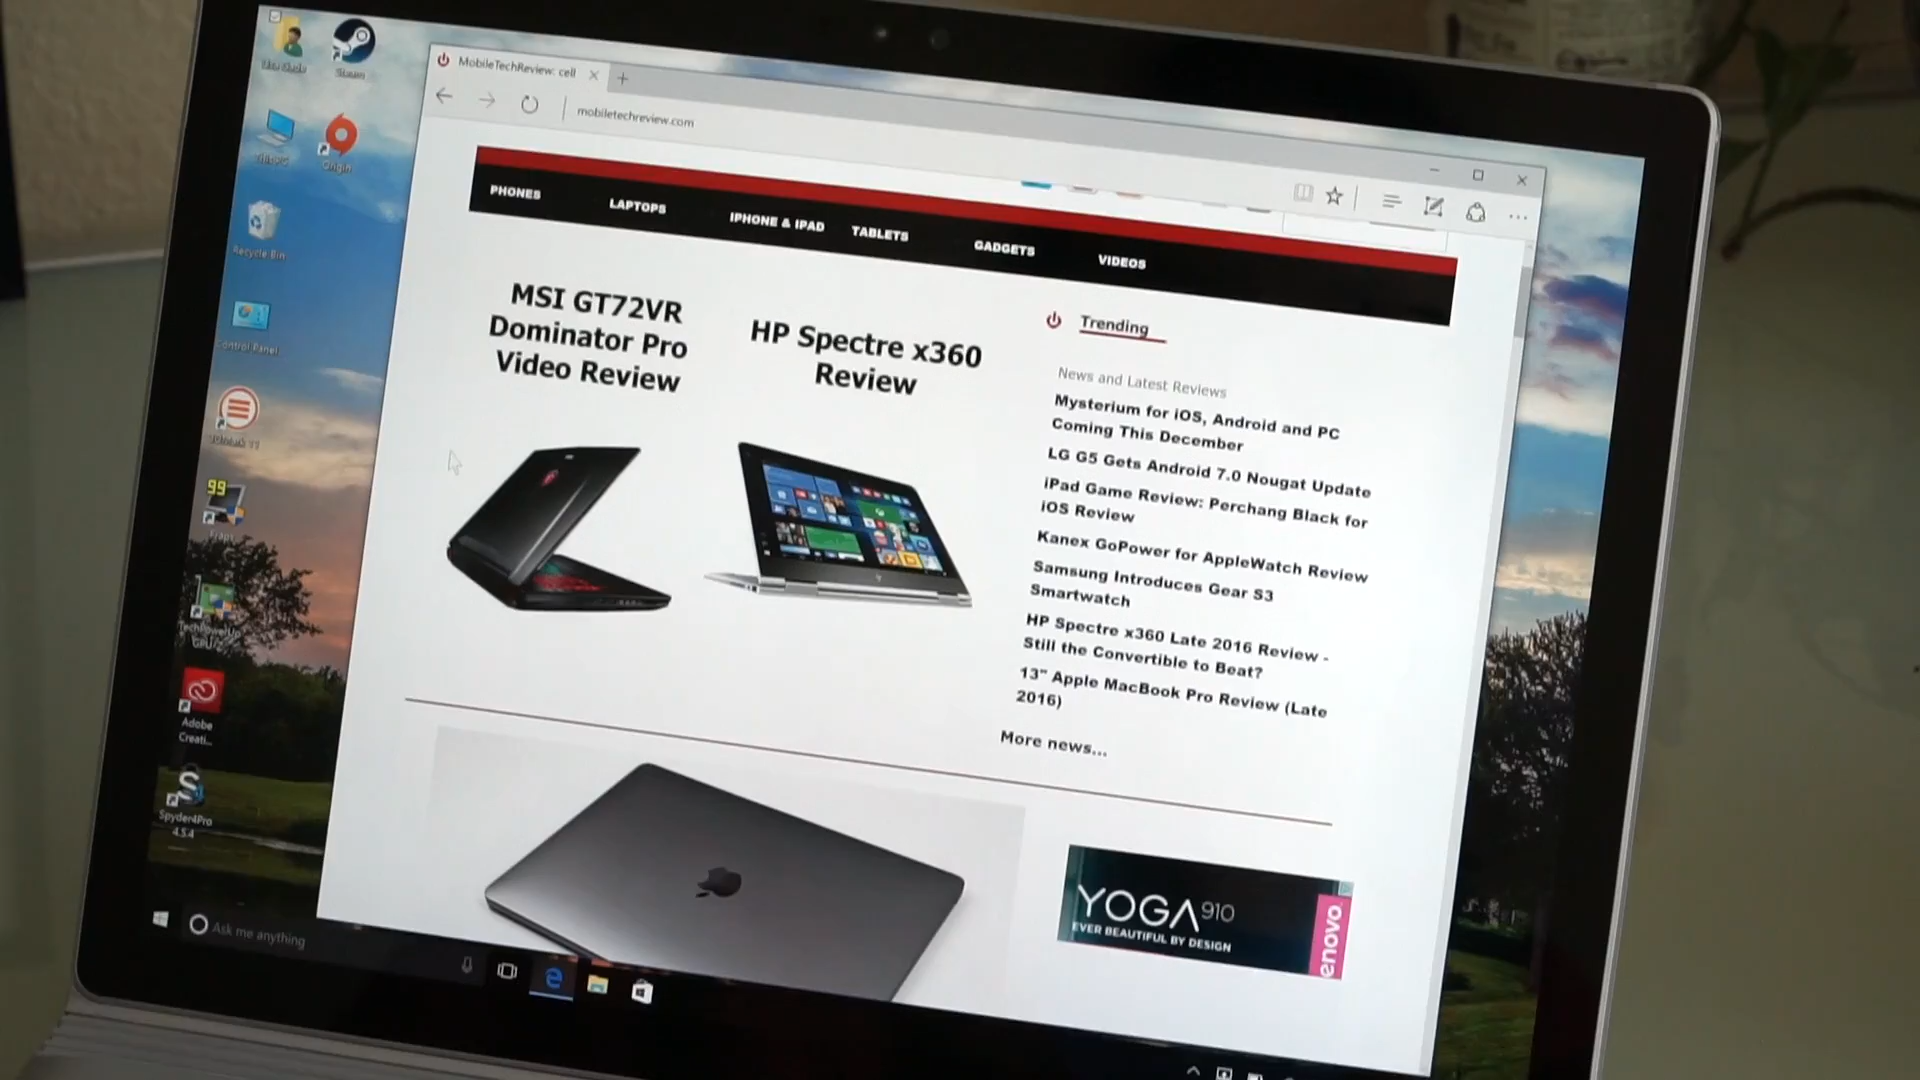 Steam
MobileTechReview: cell
mobiletechreview.com
Origin
Recycle Bin
Control Panel
99
Fraps
TechPowerUp
GPU-Z
Adobe
Creati...
Spyder4Pro
4.5.4
PHONES
LAPTOPS
IPHONE & IPAD
TABLETS
GADGETS
VIDEOS
MSI GT72VR
Dominator Pro
Video Review
HP Spectre x360
Review
Trending
News and Latest Reviews
Mysterium for iOS, Android and PC
Coming This December
LG G5 Gets Android 7.0 Nougat Update
iPad Game Review: Perchang Black for
iOS Review
Kanex GoPower for AppleWatch Review
Samsung Introduces Gear S3
Smartwatch
HP Spectre x360 Late 2016 Review -
Still the Convertible to Beat?
13" Apple MacBook Pro Review (Late
2016)
More news...
YOGA 910
EVER BEAUTIFUL BY DESIGN
lenovo
Ask me anything